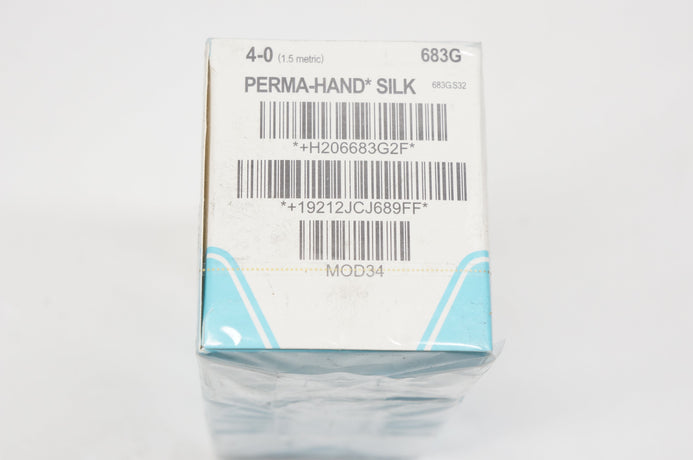 4-0 (1.5 metric) 683G
PERMA-HAND* SILK 683GS32
*+H206683G2F*
*+19212JCJ689FF*
MOD34